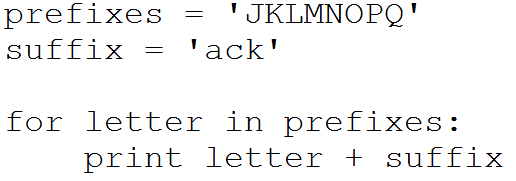 prefixes = 'JKLMNOPQ'
suffix = 'ack'

for letter in prefixes:
    print letter + suffix